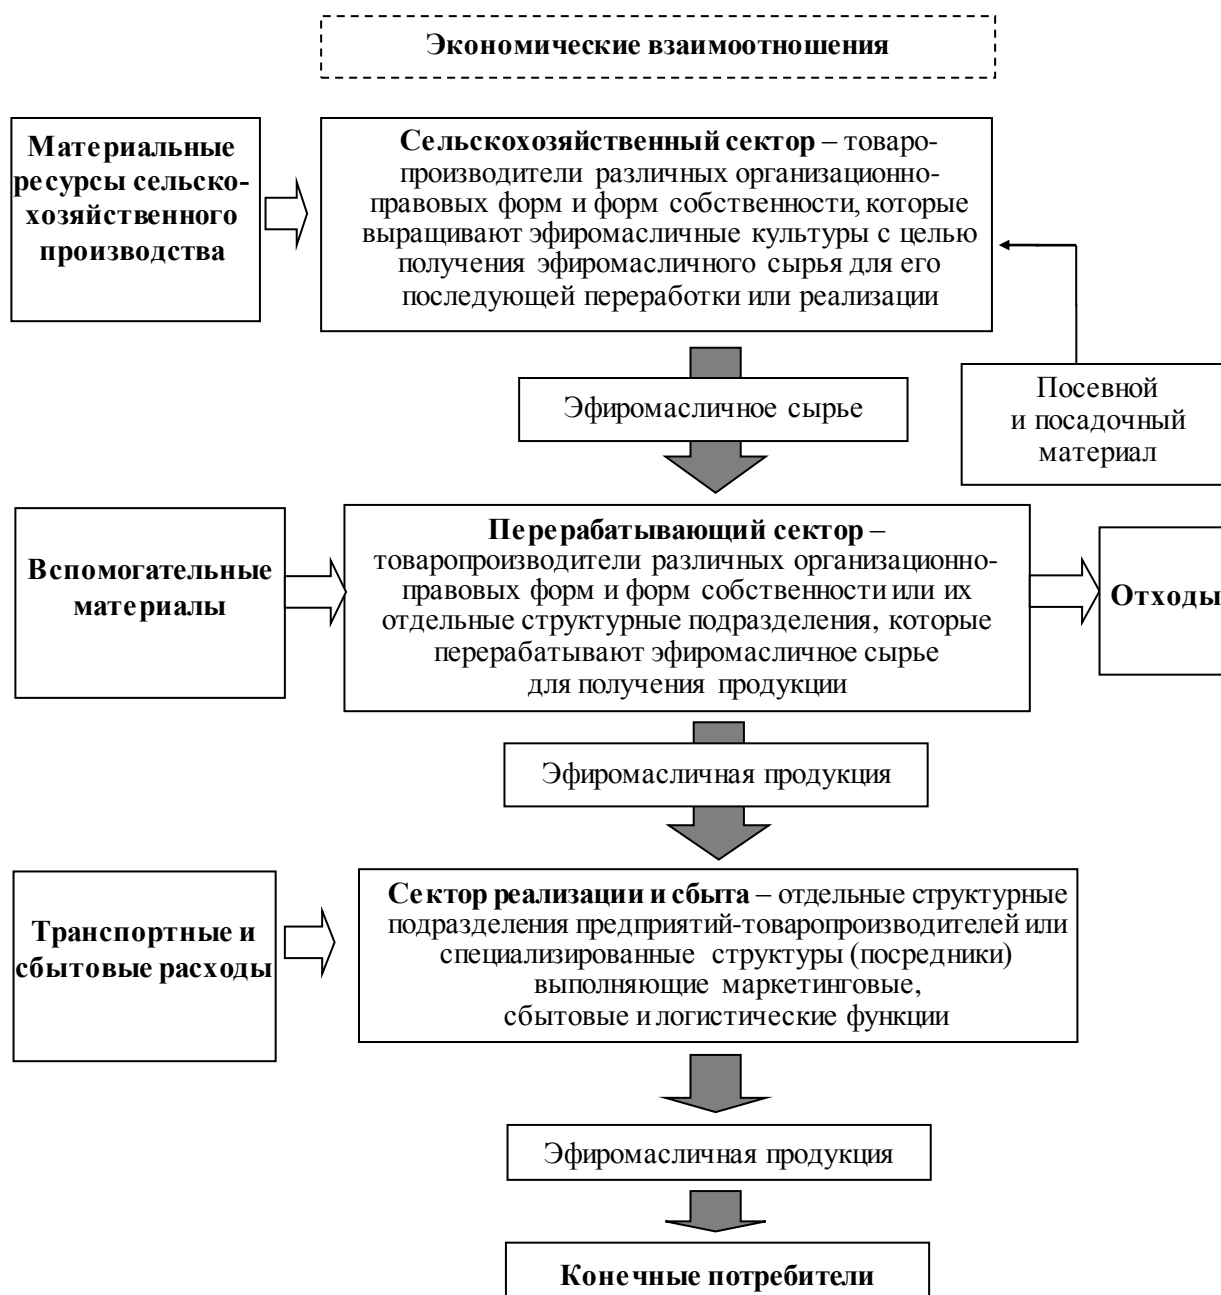 Экономические взаимоотношения
Материальные
ресурсы сельско-
хозяйственного
производства
Сельскохозяйственный сектор – товаро-
производители различных организационно-
правовых форм и форм собственности, которые
выращивают эфиромасличные культуры с целью
получения эфиромасличного сырья для его
последующей переработки или реализации
Эфиромасличное сырье
Посевной
и посадочный
материал
Вспомогательные
материалы
Перерабатывающий сектор –
товаропроизводители различных организационно-
правовых форм и форм собственности или их
отдельные структурные подразделения, которые
перерабатывают эфиромасличное сырье
для получения продукции
Отходы
Эфиромасличная продукция
Транспортные и
сбытовые расходы
Сектор реализации и сбыта – отдельные структурные
подразделения предприятий-товаропроизводителей или
специализированные структуры (посредники)
выполняющие маркетинговые,
сбытовые и логистические функции
Эфиромасличная продукция
Конечные потребители